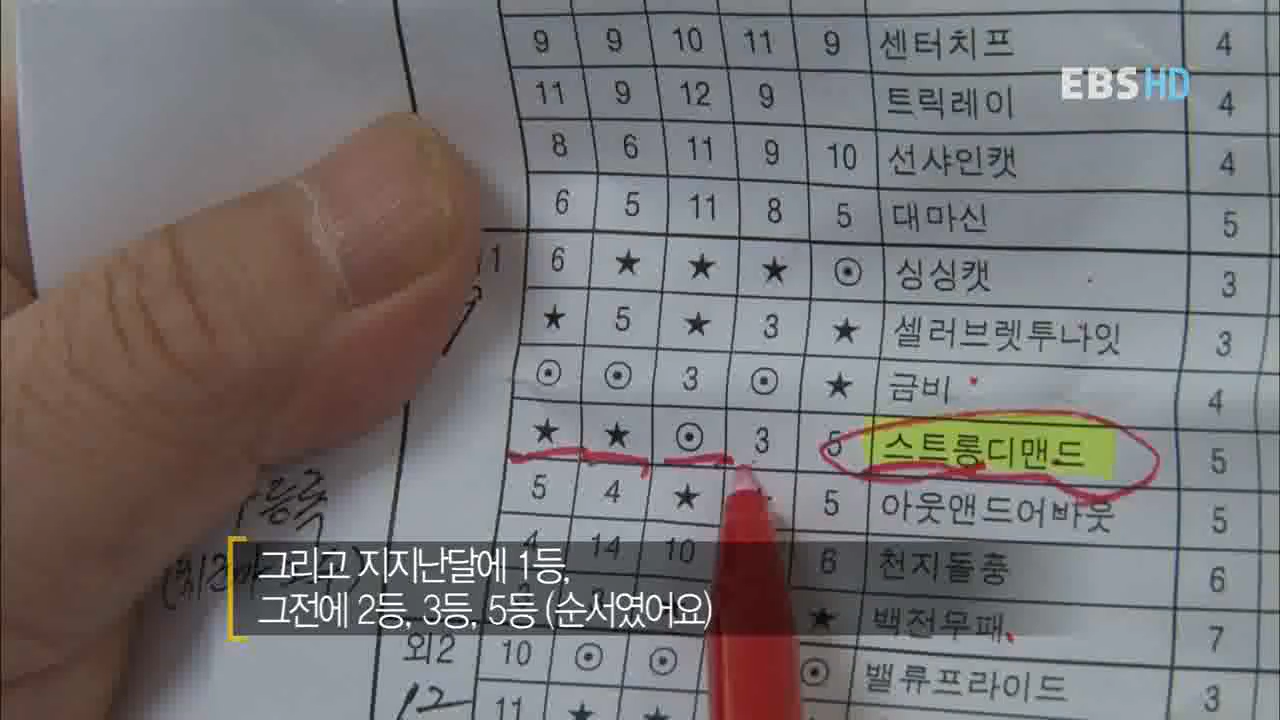 9 9 10 11 9 센터치프 4
EBS HD
11 9 12 9 트릭레이 4
8 6 11 9 10 선샤인캣 4
6 5 11 8 5 대마신 5
6 ★ ★ ★ ⊙ 싱싱캣 3
★ 5 ★ 3 ★ 셀러브렛투나잇 3
⊙ ⊙ 3 ⊙ ★ 금비 4
★ ★ ⊙ 3 5 스트롱디맨드 5
5 4 ★ 5 아웃앤드어바웃 5
4 14 10 6 천지돌충 6
그리고 지지난달에 1등,
그전에 2등, 3등, 5등 (순서였어요)
★ 백전무패 7
외2 10 ⊙ ⊙ ⊙ 밸류프라이드 3
12 11 ★ ★